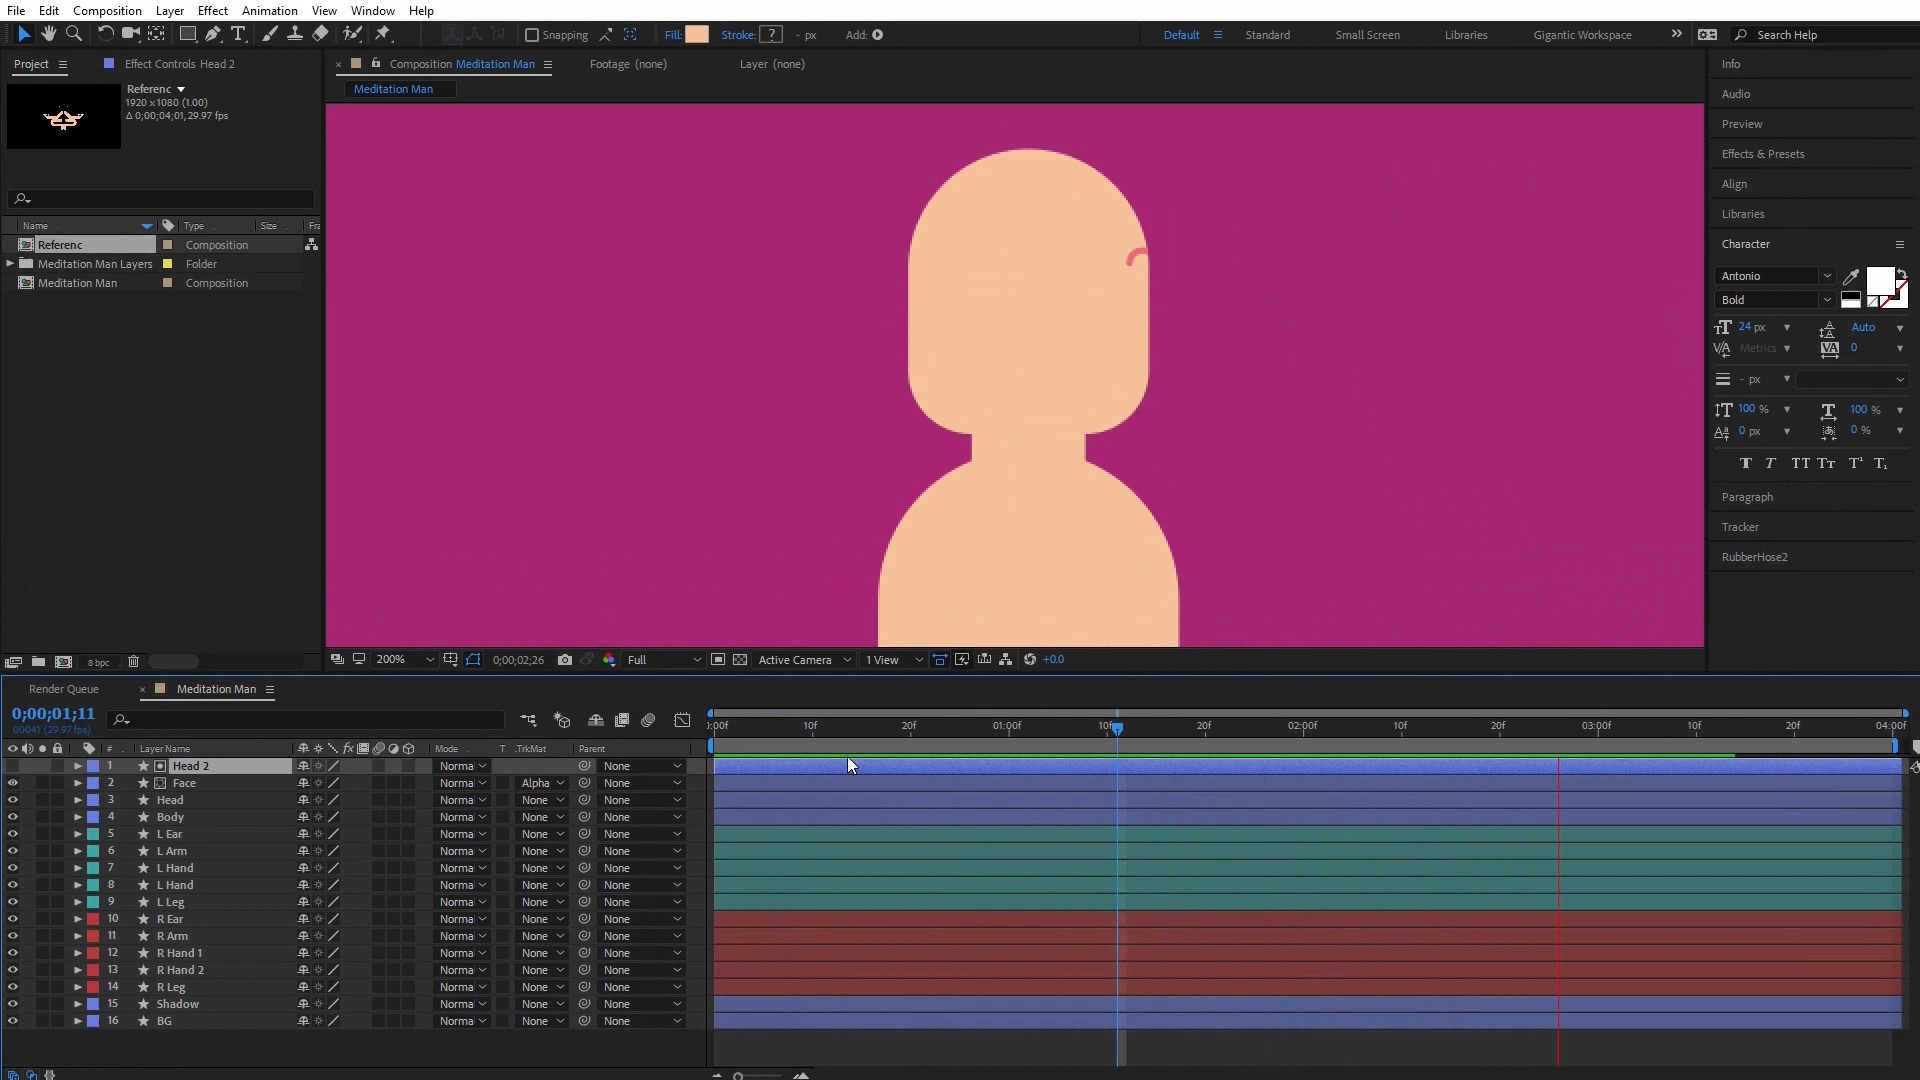 File Edit Composition Layer Effect Animation View Window Help
Snapping Fill: Stroke: ? - px Add: Default Standard Small Screen Libraries Gigantic Workspace Search Help
Project Effect Controls Head 2 Composition Meditation Man Footage (none) Layer (none) Info
Meditation Man
Referenc
1920 x1080 (1.00)
Δ 0;00;04;01, 29.97 fps
Audio
Preview
Effects & Presets
Align
Libraries
Name Type Size Fra
Referenc Composition
Meditation Man Layers Folder
Meditation Man Composition
Character
Antonio
Bold
24 px Auto
Metrics 0
- px
100 % 100 %
0 px 0 %
T T TT Tт T¹ T₁
Paragraph
Tracker
RubberHose2
8 bpc 200% 0;00;02;26 Full Active Camera 1 View +0.0
Render Queue Meditation Man
0;00;01;11
00041 (29.97 fps)
:00f 10f 20f 01:00f 10f 20f 02:00f 10f 20f 03:00f 10f 20f 04:00f
# Layer Name fx Mode T .TrkMat Parent
1 Head 2 Norma None
2 Face Norma Alpha None
3 Head Norma None None
4 Body Norma None None
5 L Ear Norma None None
6 L Arm Norma None None
7 L Hand Norma None None
8 L Hand Norma None None
9 L Leg Norma None None
10 R Ear Norma None None
11 R Arm Norma None None
12 R Hand 1 Norma None None
13 R Hand 2 Norma None None
14 R Leg Norma None None
15 Shadow Norma None None
16 BG Norma None None